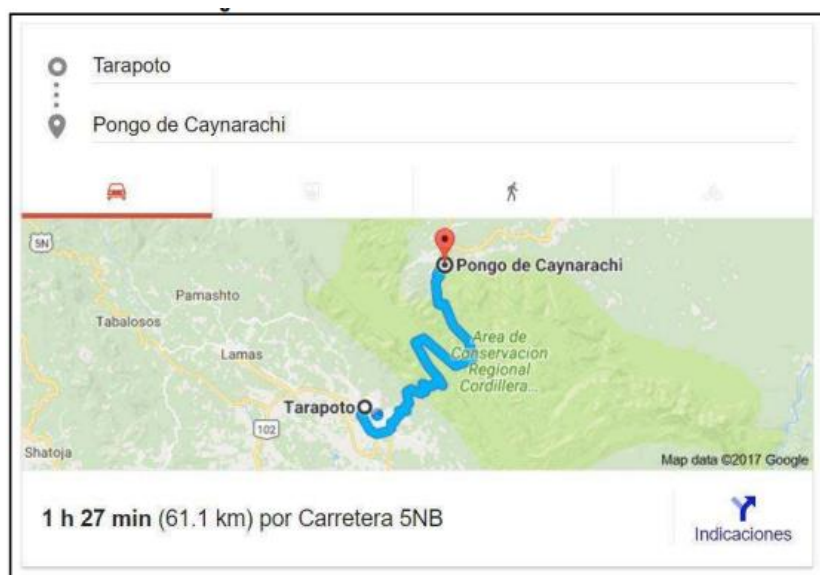 Tarapoto
Pongo de Caynarachi
5N
Pongo de Caynarachi
Pamashto
Tabalosos
Area de
Conservacion
Regional
Cordillera...
Lamas
Tarapoto
102
Shatoja
Map data ©2017 Google
1 h 27 min (61.1 km) por Carretera 5NB
Indicaciones